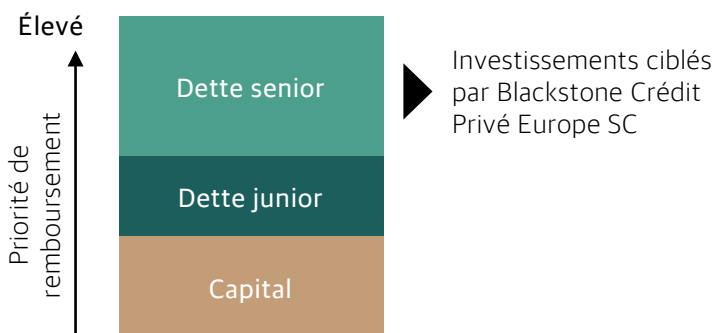 Élevé
Priorité de
remboursement
Dette senior
Dette junior
Capital
Investissements ciblés
par Blackstone Crédit
Privé Europe SC